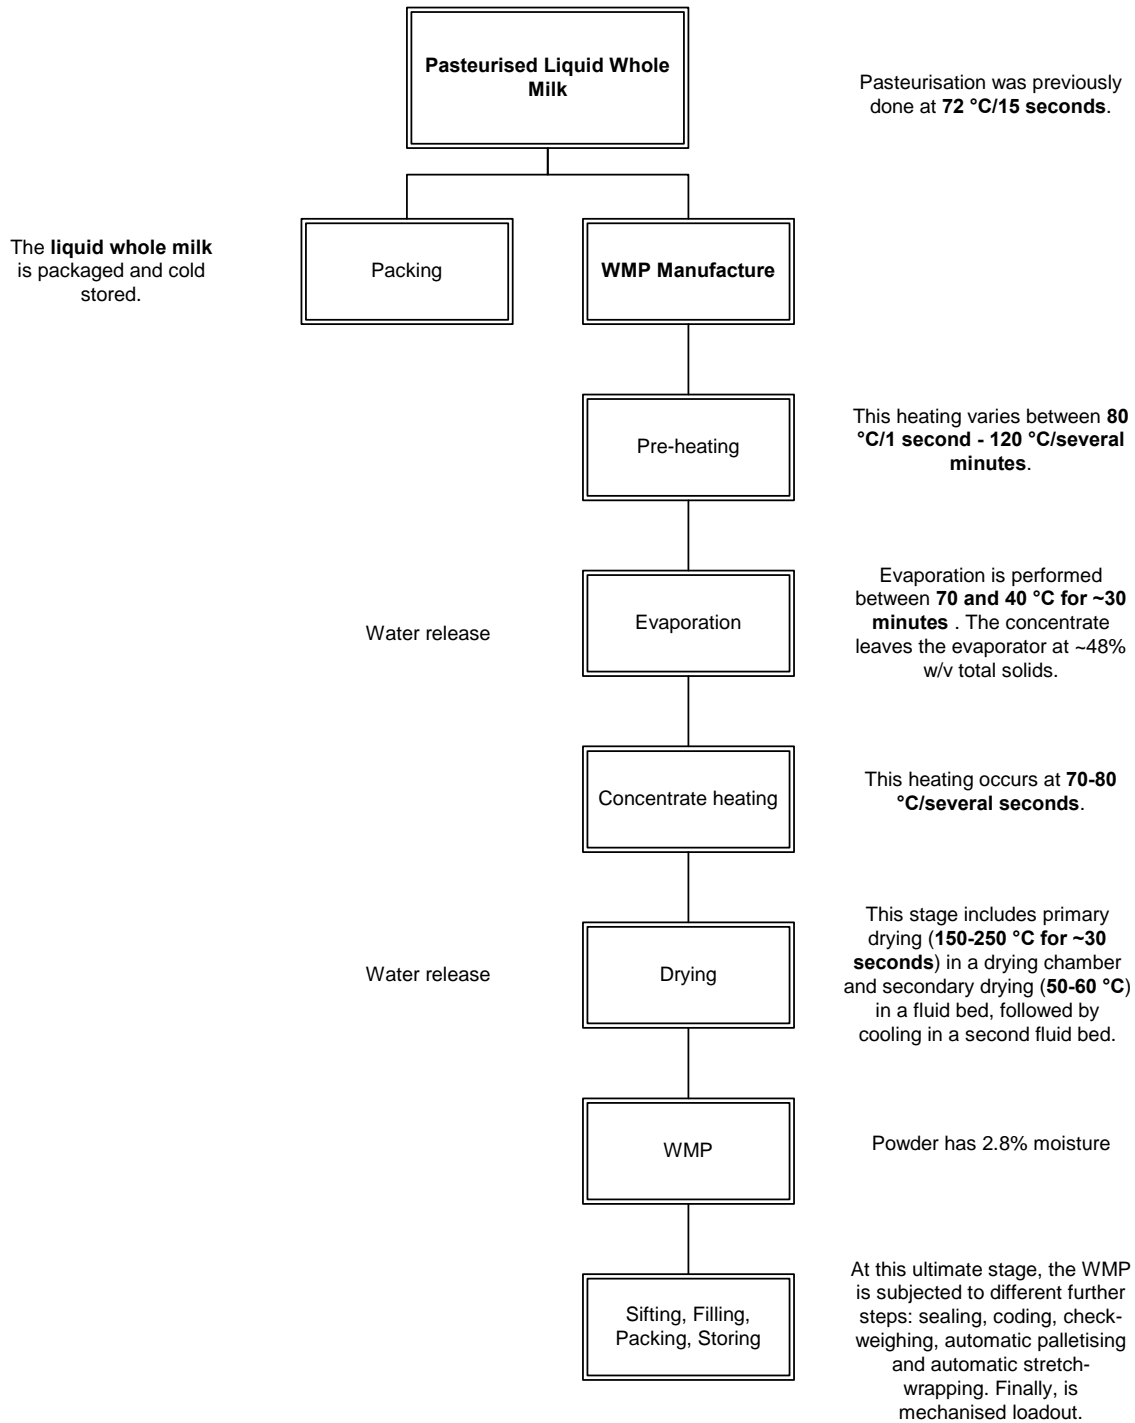 Pasteurised Liquid Whole
Milk
Pasteurisation was previously
done at 72 °C/15 seconds.
The liquid whole milk
is packaged and cold
stored.
Packing
WMP Manufacture
Pre-heating
This heating varies between 80
°C/1 second - 120 °C/several
minutes.
Water release
Evaporation
Evaporation is performed
between 70 and 40 °C for ~30
minutes . The concentrate
leaves the evaporator at ~48%
w/v total solids.
Concentrate heating
This heating occurs at 70-80
°C/several seconds.
Water release
Drying
This stage includes primary
drying (150-250 °C for ~30
seconds) in a drying chamber
and secondary drying (50-60 °C)
in a fluid bed, followed by
cooling in a second fluid bed.
WMP
Powder has 2.8% moisture
Sifting, Filling,
Packing, Storing
At this ultimate stage, the WMP
is subjected to different further
steps: sealing, coding, check-
weighing, automatic palletising
and automatic stretch-
wrapping. Finally, is
mechanised loadout.